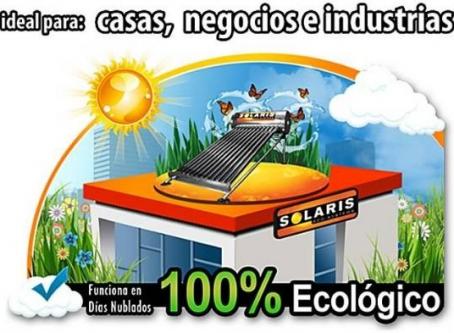 ideal para: casas, negocios e industrias
SOLARIS
SOLARIS
Funciona en
Días Nublados
100% Ecológico